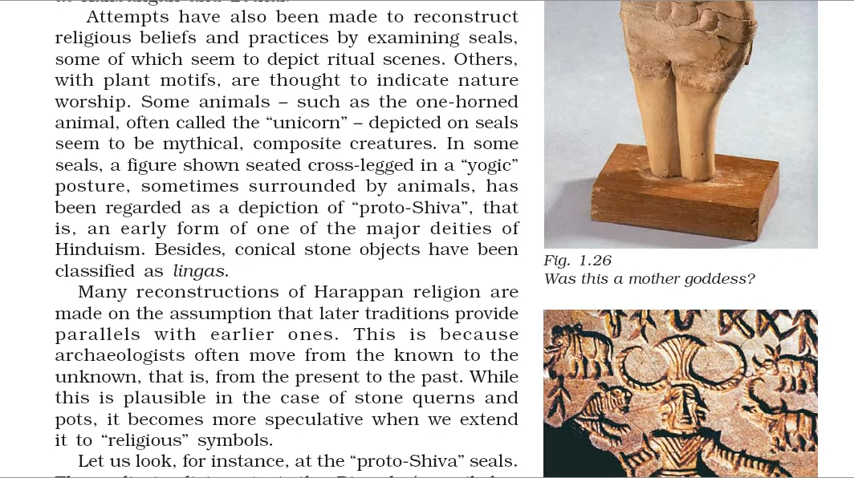 Attempts have also been made to reconstruct
religious beliefs and practices by examining seals,
some of which seem to depict ritual scenes. Others,
with plant motifs, are thought to indicate nature
worship. Some animals – such as the one-horned
animal, often called the “unicorn” – depicted on seals
seem to be mythical, composite creatures. In some
seals, a figure shown seated cross-legged in a “yogic”
posture, sometimes surrounded by animals, has
been regarded as a depiction of “proto-Shiva”, that
is, an early form of one of the major deities of
Hinduism. Besides, conical stone objects have been
classified as lingas.
Many reconstructions of Harappan religion are
made on the assumption that later traditions provide
parallels with earlier ones. This is because
archaeologists often move from the known to the
unknown, that is, from the present to the past. While
this is plausible in the case of stone querns and
pots, it becomes more speculative when we extend
it to “religious” symbols.
Let us look, for instance, at the “proto-Shiva” seals.
Fig. 1.26
Was this a mother goddess?